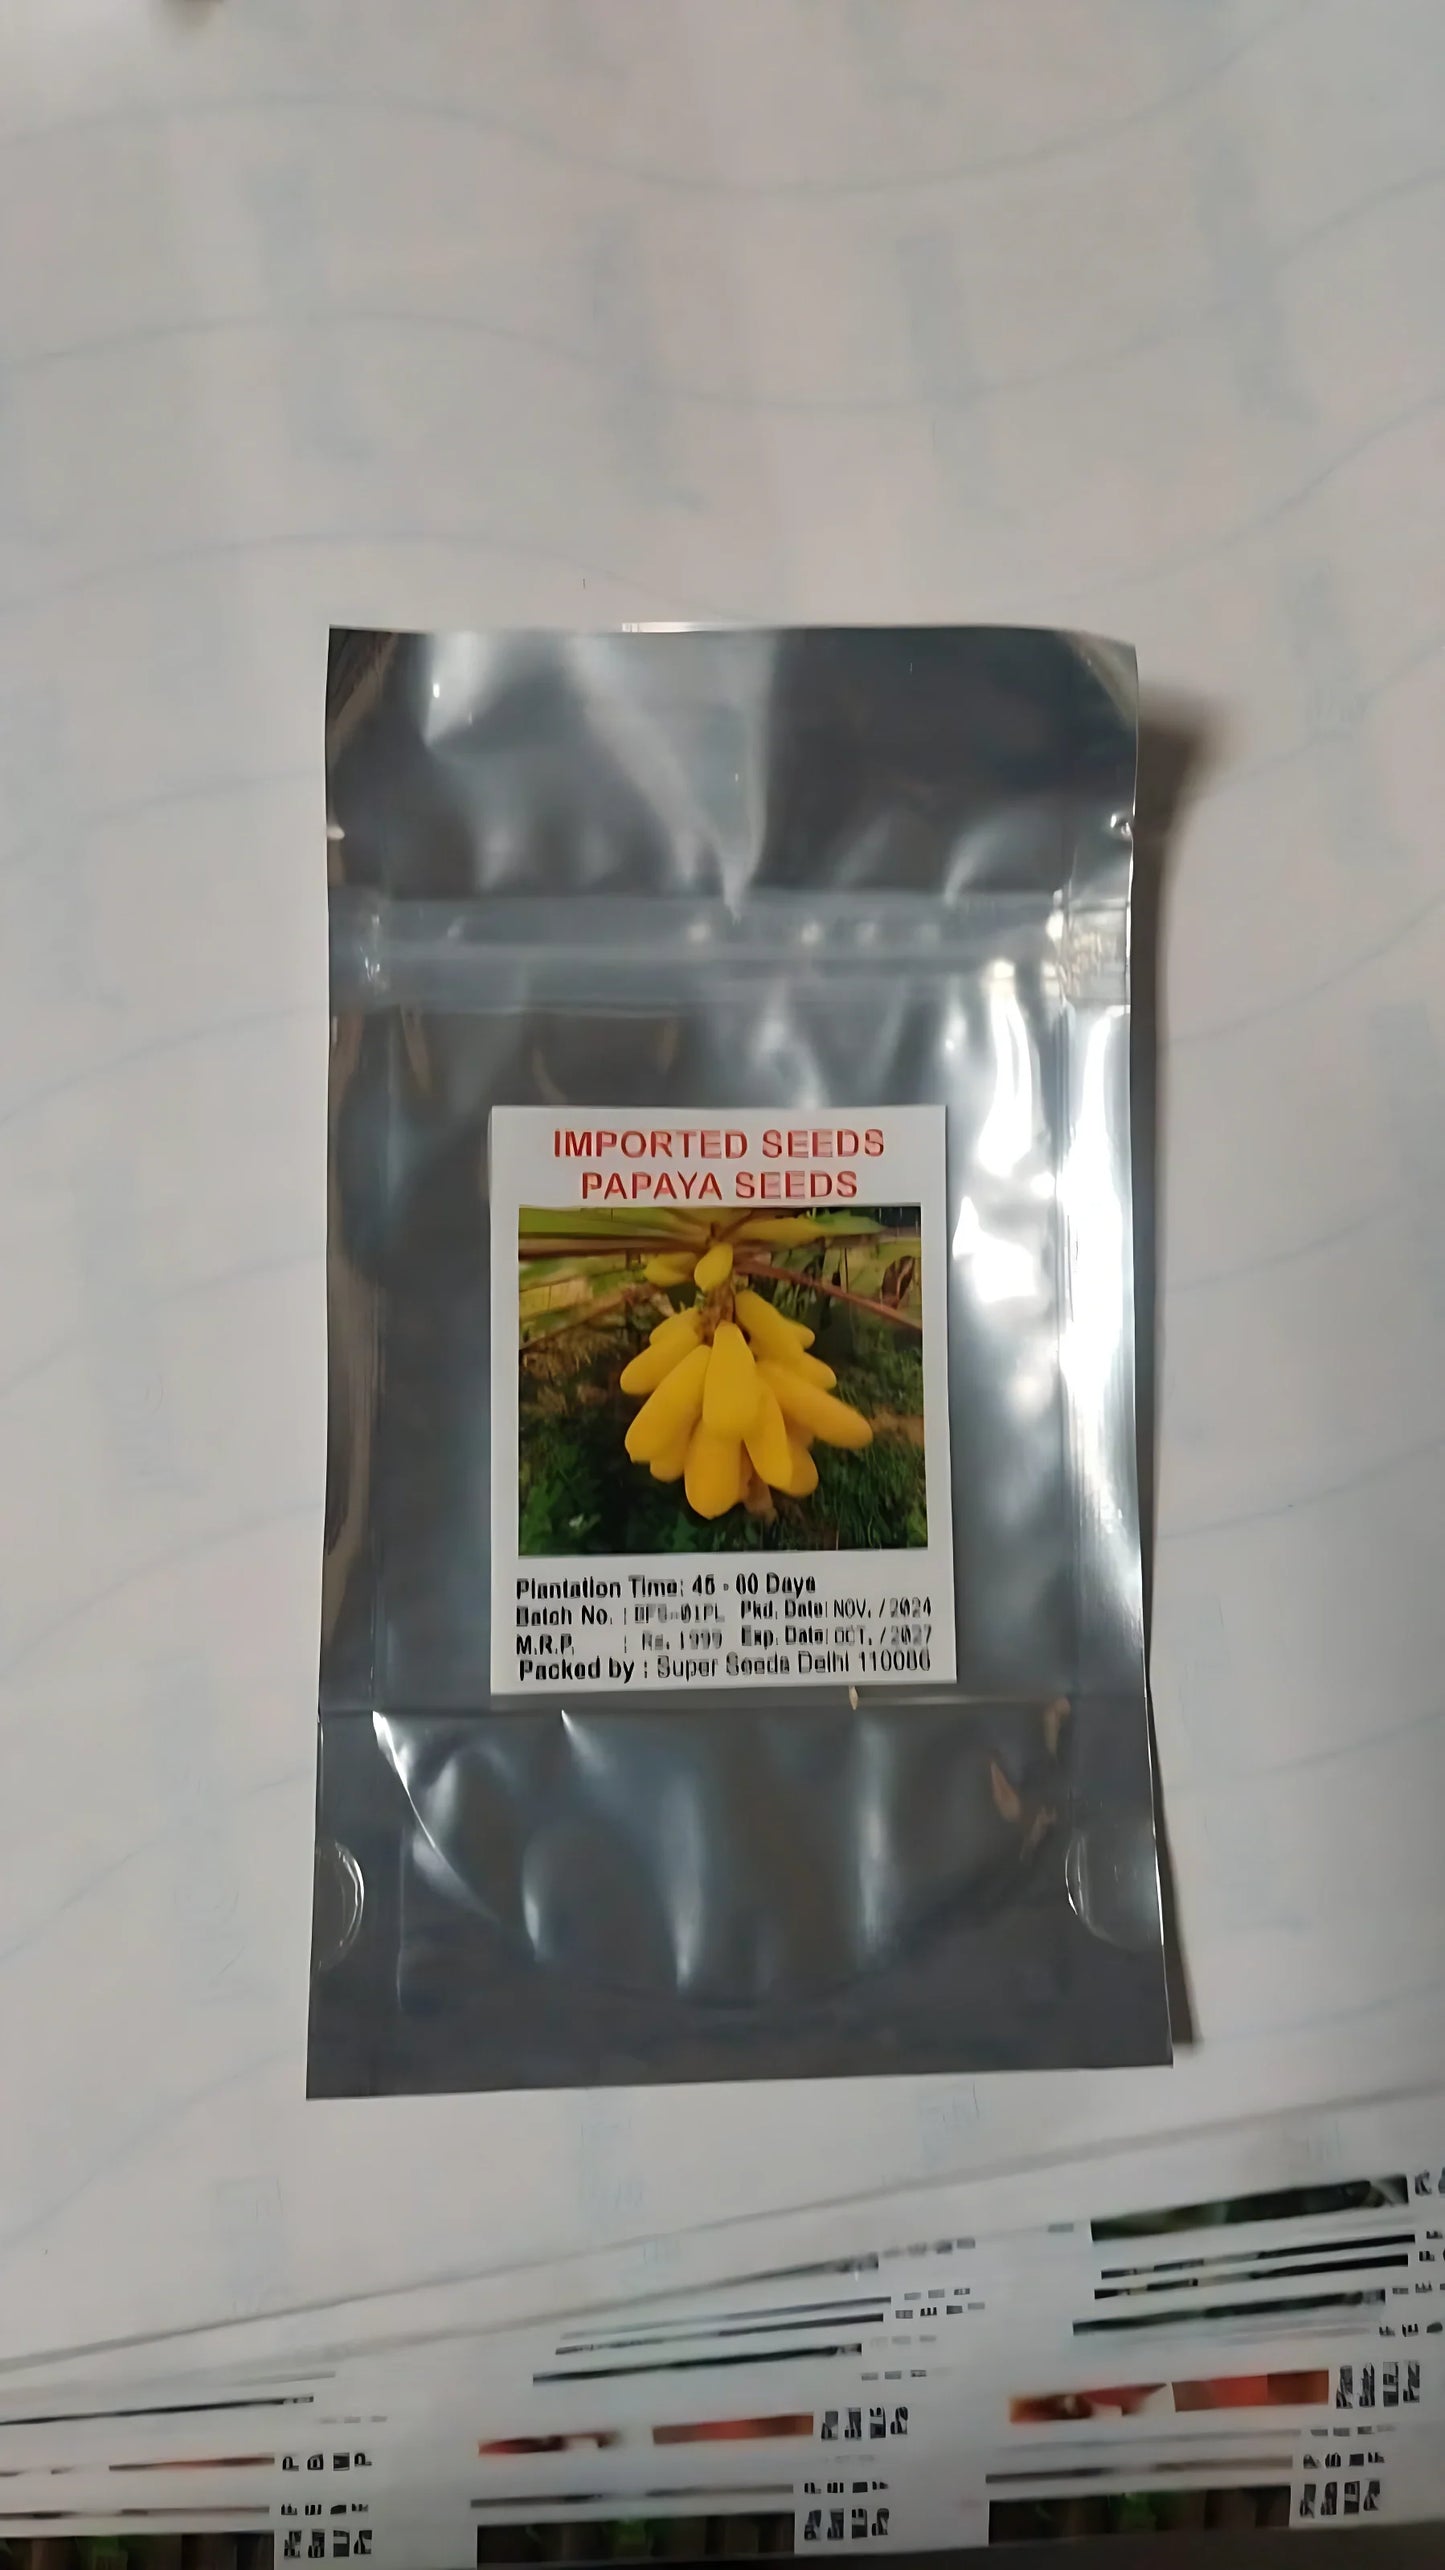 IMPORTED SEEDS
PAPAYA SEEDS
Plantation Time: 45 - 60 Days
Batch No. : Pkd. Date: NOV. / 2024
M.R.P. : Rs. 1999 Exp. Date: OCT. / 2027
Packed by : Super Seeds Delhi 110086